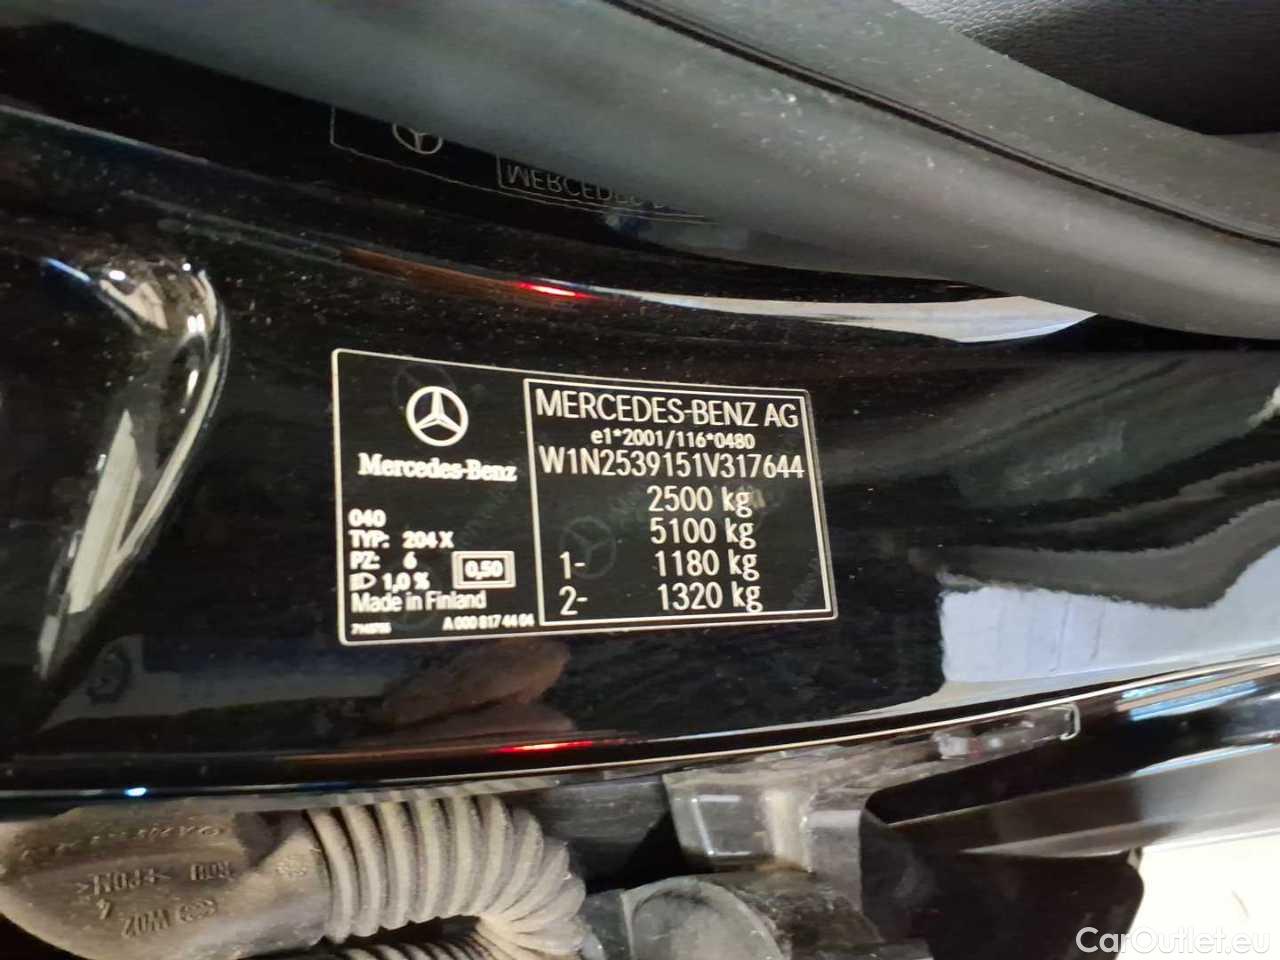 MERCEDES-BENZ AG
e1*2001/116*0480
W1N2539151V317644
2500 kg
5100 kg
1- 1180 kg
2- 1320 kg
Mercedes-Benz
040
TYP: 204 X
PZ: 6
1,0 % 0,50
Made in Finland
A 000 817 44 04
>POM<
CarOutlet.eu